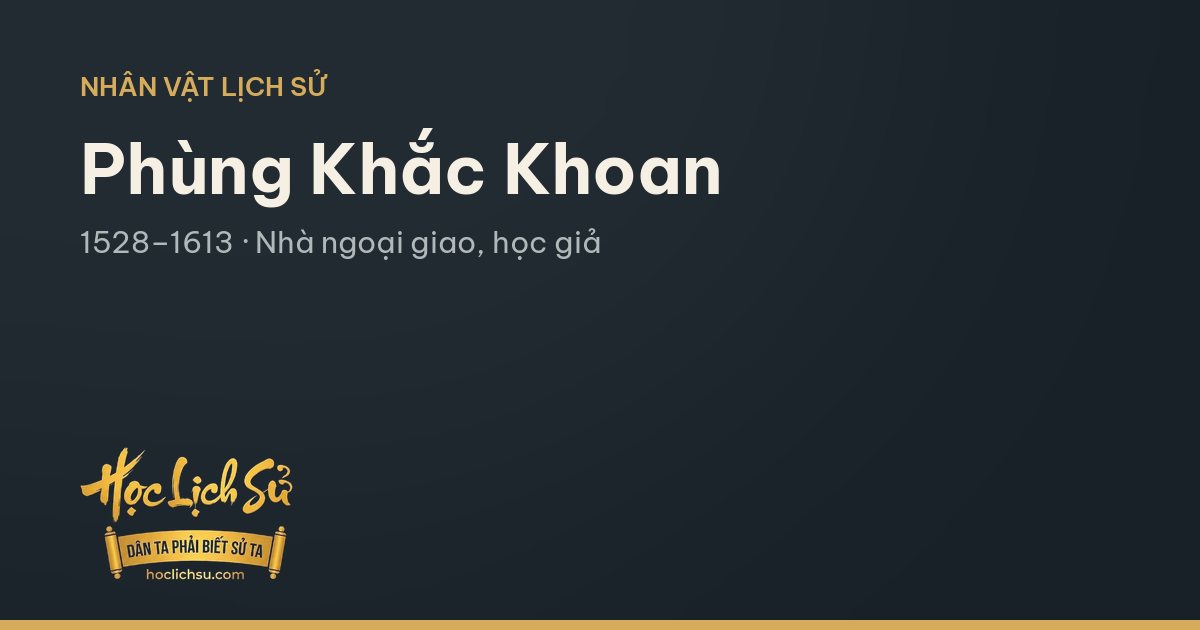 NHÂN VẬT LỊCH SỬ
Phùng Khắc Khoan
1528–1613 · Nhà ngoại giao, học giả
Học Lịch Sử
DÂN TA PHẢI BIẾT SỬ TA
hoclichsu.com